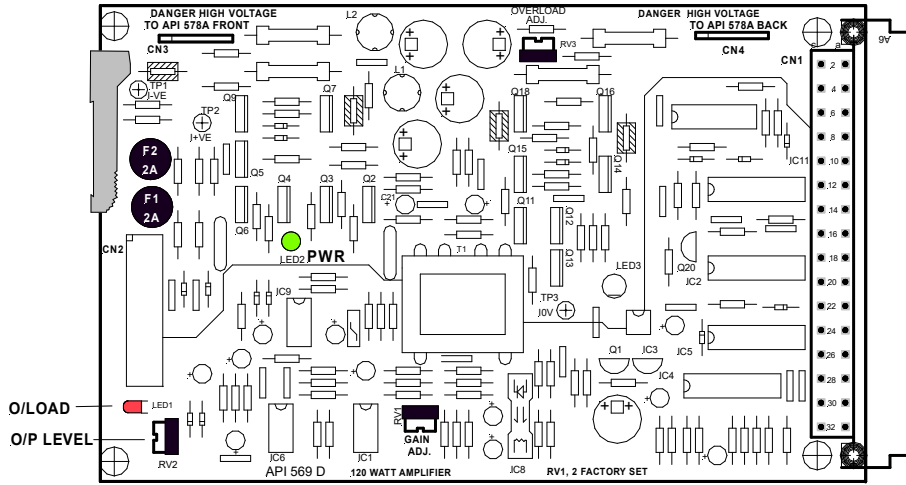 DANGER HIGH VOLTAGE
TO API 578A FRONT
CN3
L2
OVERLOAD
ADJ.
RV3
DANGER HIGH VOLTAGE
TO API 578A BACK
CN4
CN1
c
a
TP1
I-VE
TP2
I+VE
Q9
Q7
L1
Q18
Q16
2
4
6
8
10
12
14
16
18
20
22
24
26
28
30
32
F2
2A
F1
2A
Q5
Q4
Q3
Q2
C21
Q15
Q14
Q11
Q12
Q13
IC11
CN2
Q6
LED2
PWR
T1
LED3
Q20
IC2
IC9
TP3
I0V
Q1
IC3
IC5
IC4
O/LOAD
LED1
O/P LEVEL
RV2
IC6
IC1
RV1
GAIN
ADJ.
IC8
API 569 D
120 WATT AMPLIFIER
RV1, 2 FACTORY SET